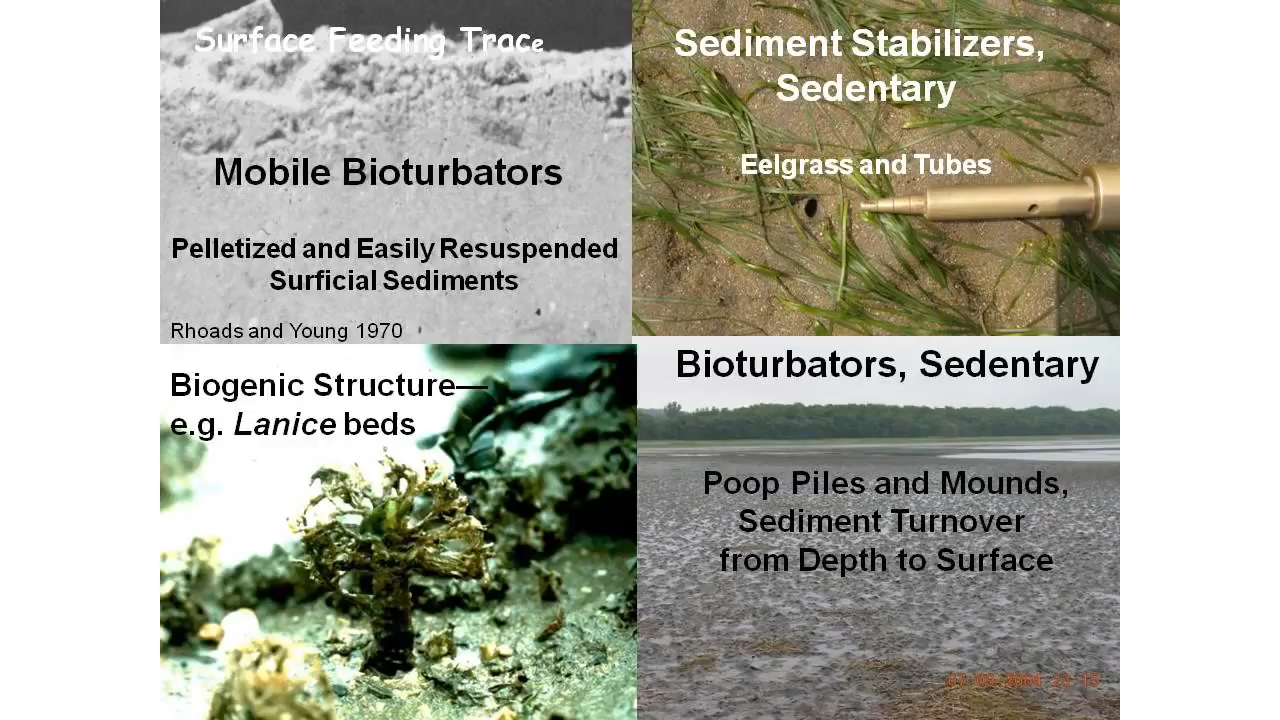 Surface Feeding Trace
Mobile Bioturbators
Pelletized and Easily Resuspended
Surficial Sediments
Rhoads and Young 1970
Sediment Stabilizers,
Sedentary
Eelgrass and Tubes
Biogenic Structure—
e.g. Lanice beds
Bioturbators, Sedentary
Poop Piles and Mounds,
Sediment Turnover
from Depth to Surface